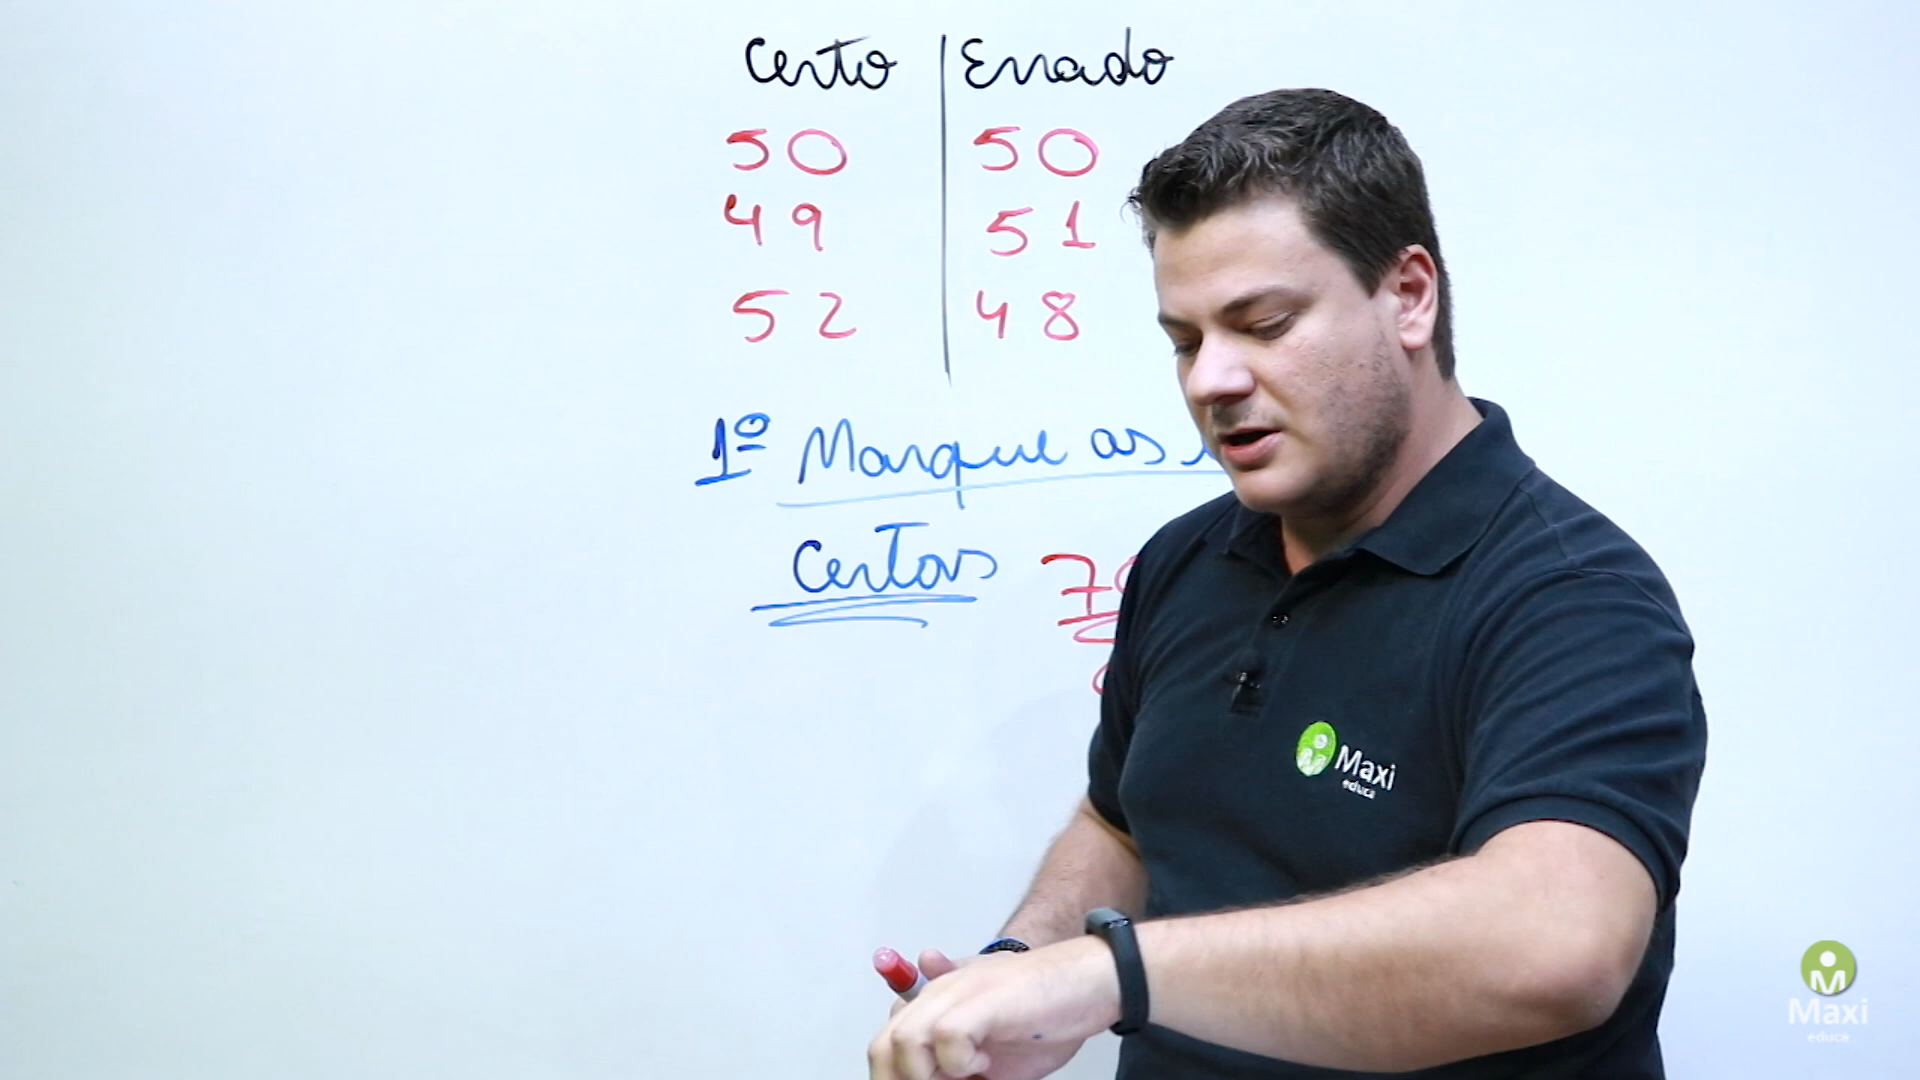 Certo Errado
50 50
49 51
52 48
1º Marque as
Certas
Maxi
educa
Maxi
educa